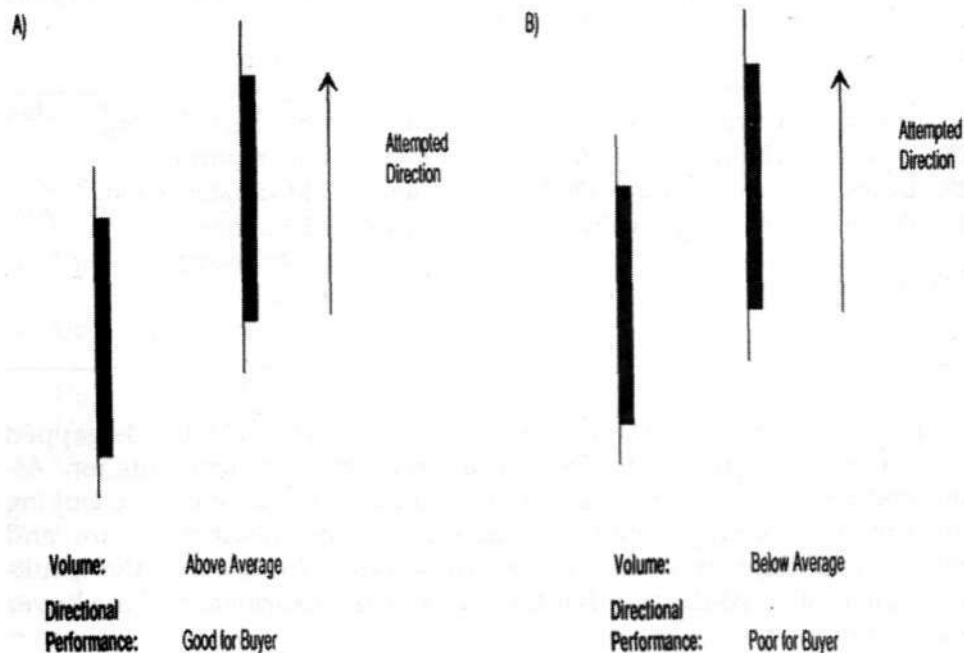 A)
Attempted
Direction
Volume: Above Average
Directional
Performance: Good for Buyer
B)
Attempted
Direction
Volume: Below Average
Directional
Performance: Poor for Buyer